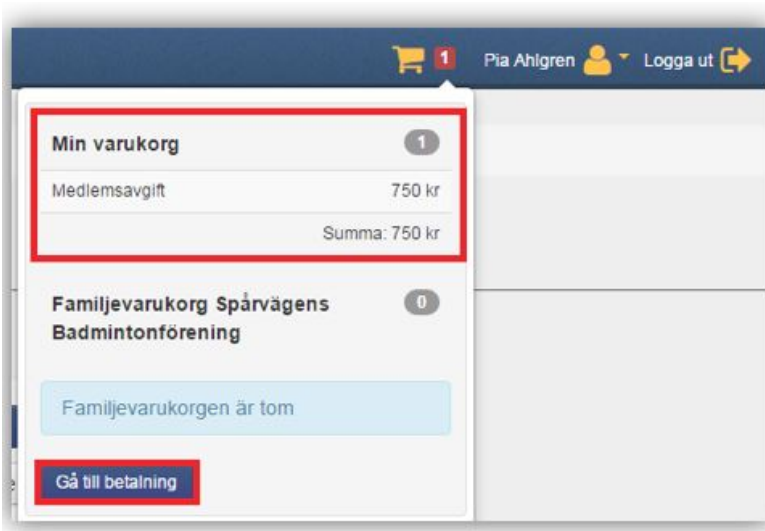 1 Pia Ahlgren Logga ut
Min varukorg 1
Medlemsavgift 750 kr
Summa: 750 kr
Familjevarukorg Spårvägens 0
Badmintonförening
Familjevarukorgen är tom
Gå till betalning